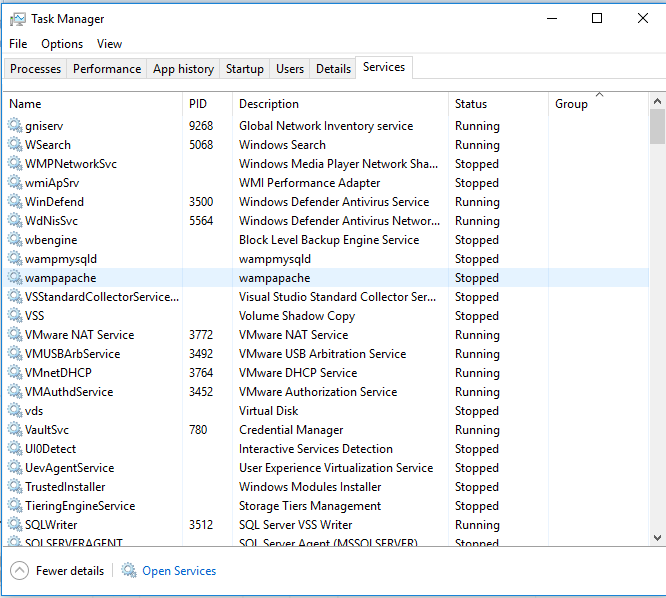 Task Manager
File Options View
Processes Performance App history Startup Users Details Services
Name PID Description Status Group
gniserv 9268 Global Network Inventory service Running
WSearch 5068 Windows Search Running
WMPNetworkSvc Windows Media Player Network Sha... Stopped
wmiApSrv WMI Performance Adapter Stopped
WinDefend 3500 Windows Defender Antivirus Service Running
WdNisSvc 5564 Windows Defender Antivirus Networ... Running
wbengine Block Level Backup Engine Service Stopped
wampmysqld wampmysqld Stopped
wampapache wampapache Stopped
VSStandardCollectorService... Visual Studio Standard Collector Ser... Stopped
VSS Volume Shadow Copy Stopped
VMware NAT Service 3772 VMware NAT Service Running
VMUSBArbService 3492 VMware USB Arbitration Service Running
VMnetDHCP 3764 VMware DHCP Service Running
VMAuthdService 3452 VMware Authorization Service Running
vds Virtual Disk Stopped
VaultSvc 780 Credential Manager Running
UI0Detect Interactive Services Detection Stopped
UevAgentService User Experience Virtualization Service Stopped
TrustedInstaller Windows Modules Installer Stopped
TieringEngineService Storage Tiers Management Stopped
SQLWriter 3512 SQL Server VSS Writer Running
SQLSERVERAGENT SQL Server Agent (MSSQLSERVER) Stopped
Fewer details Open Services